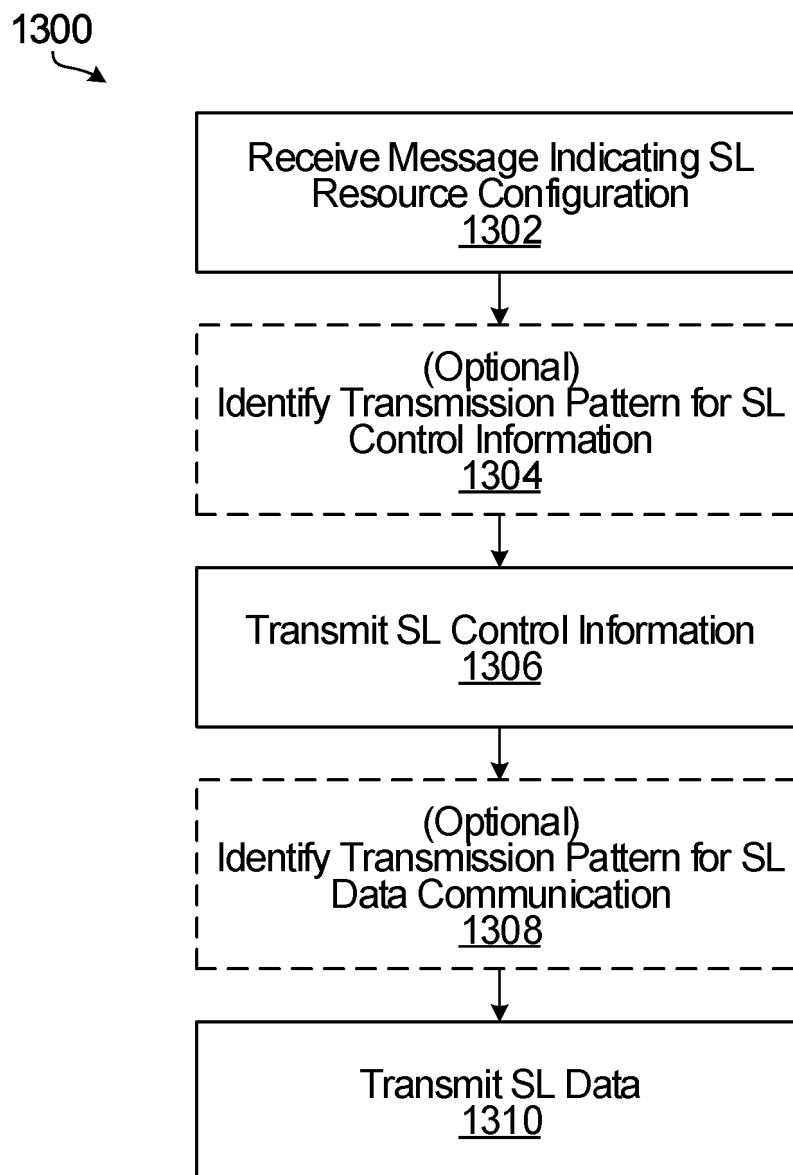 1300
Receive Message Indicating SL
Resource Configuration
1302
(Optional)
Identify Transmission Pattern for SL
Control Information
1304
Transmit SL Control Information
1306
(Optional)
Identify Transmission Pattern for SL
Data Communication
1308
Transmit SL Data
1310